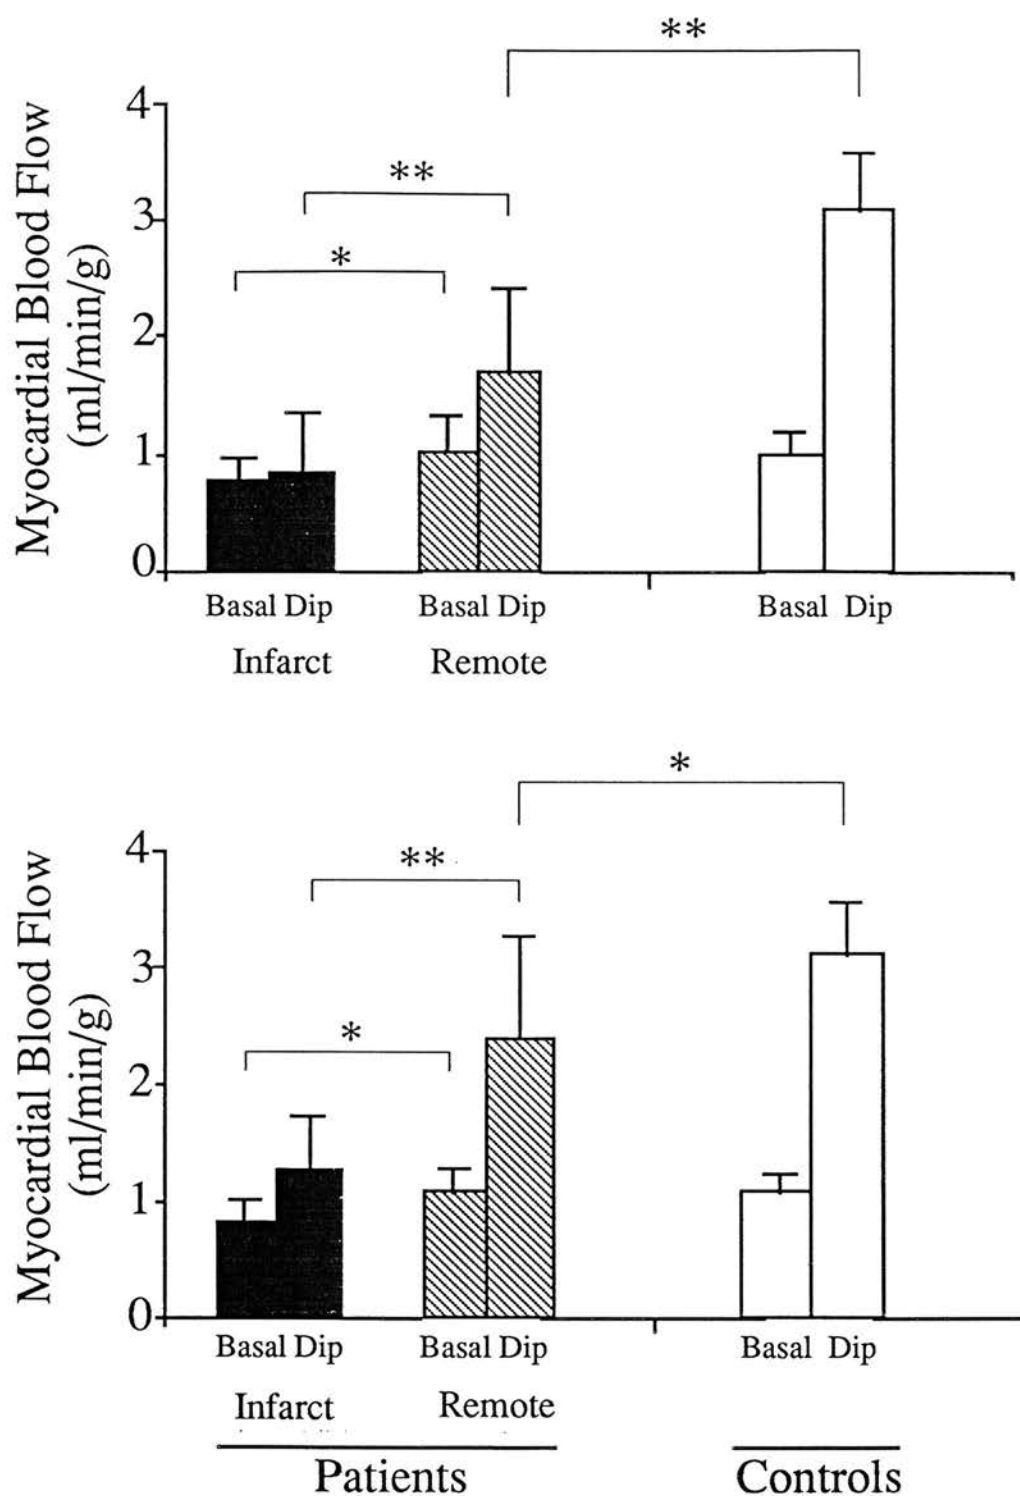 **
4
3
2
1
0
Myocardial Blood Flow
(ml/min/g)
**
*
Basal Dip
Basal Dip
Basal Dip
Infarct
Remote
*
4
3
2
1
0
Myocardial Blood Flow
(ml/min/g)
**
*
Basal Dip
Basal Dip
Basal Dip
Infarct
Remote
Patients
Controls